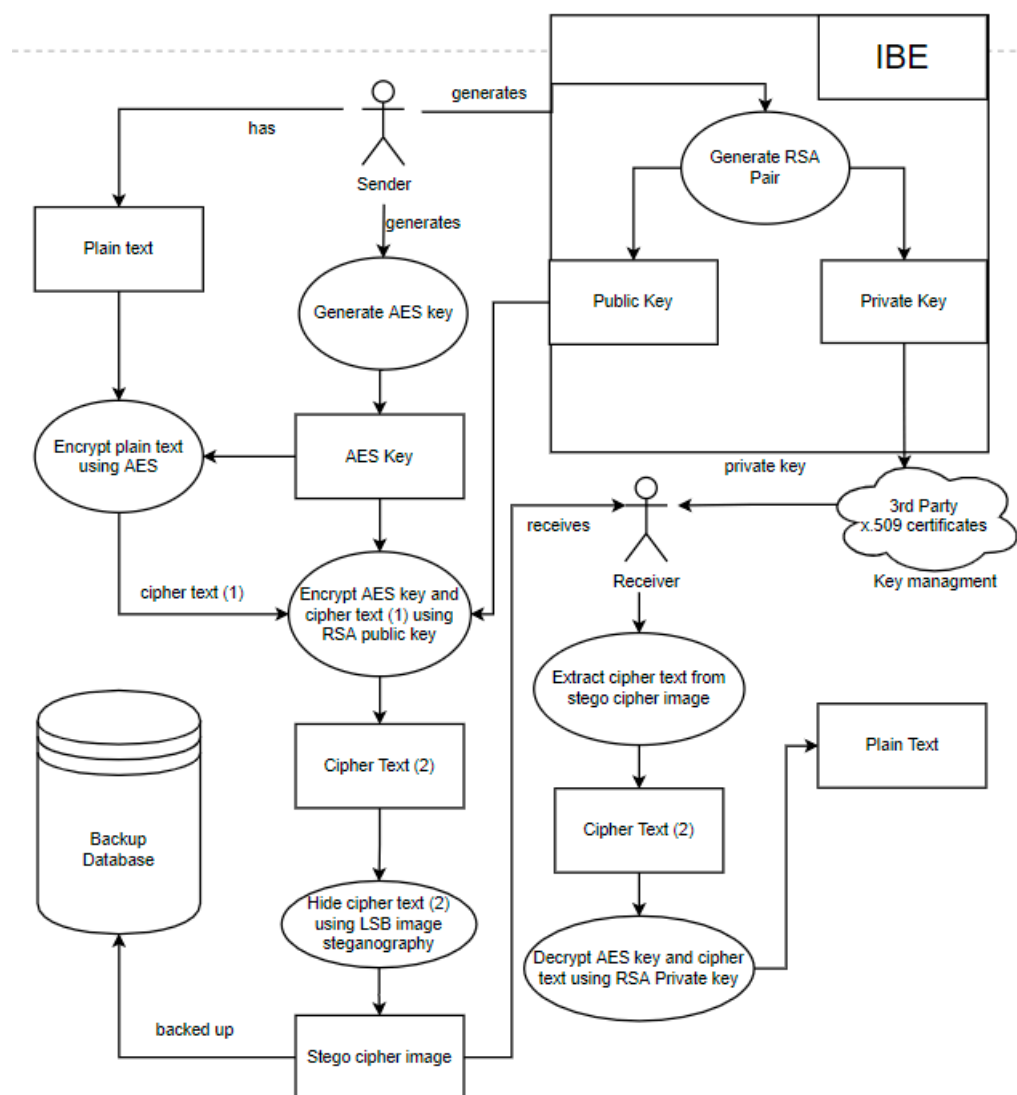 IBE
generates
has
Generate RSA
Pair
Sender
generates
Plain text
Generate AES key
Public Key
Private Key
Encrypt plain text
using AES
AES Key
private key
3rd Party
x.509 certificates
receives
Receiver
Key managment
cipher text (1)
Encrypt AES key and
cipher text (1) using
RSA public key
Extract cipher text from
stego cipher image
Plain Text
Cipher Text (2)
Cipher Text (2)
Backup
Database
Hide cipher text (2)
using LSB image
steganography
Decrypt AES key and cipher
text using RSA Private key
backed up
Stego cipher image